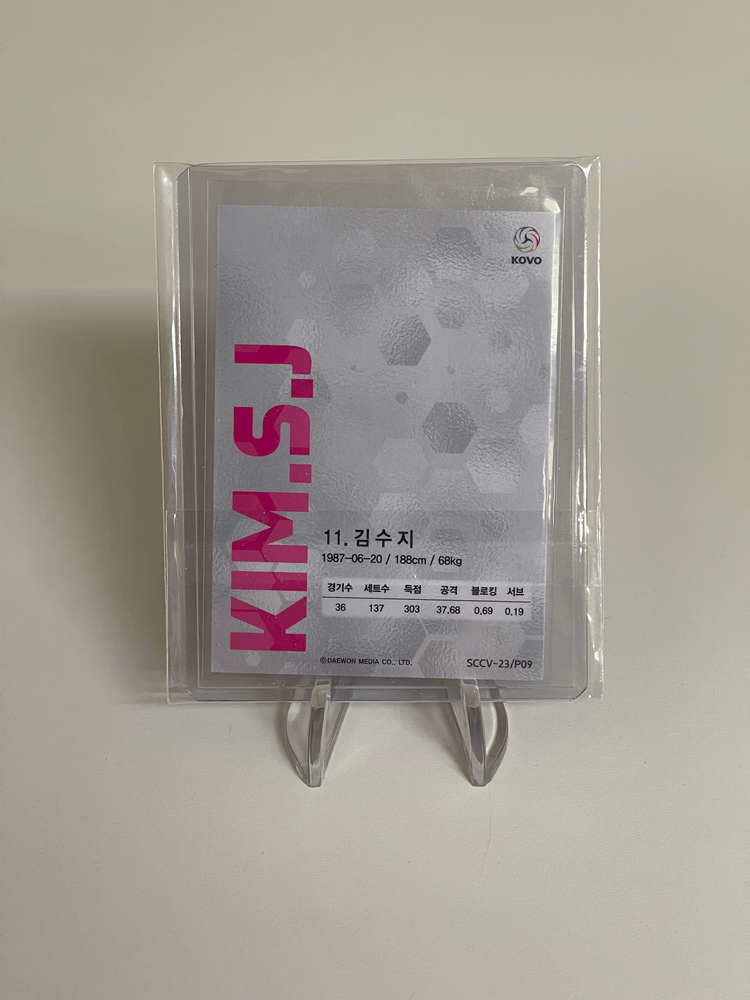 KOVO
KIM.S.J
11. 김수지
1987-06-20 / 188cm / 68kg
경기수 세트수 득점 공격 블로킹 서브
36 137 303 37.68 0.69 0.19
©DAEWON MEDIA CO., LTD. SCCV-23/P09